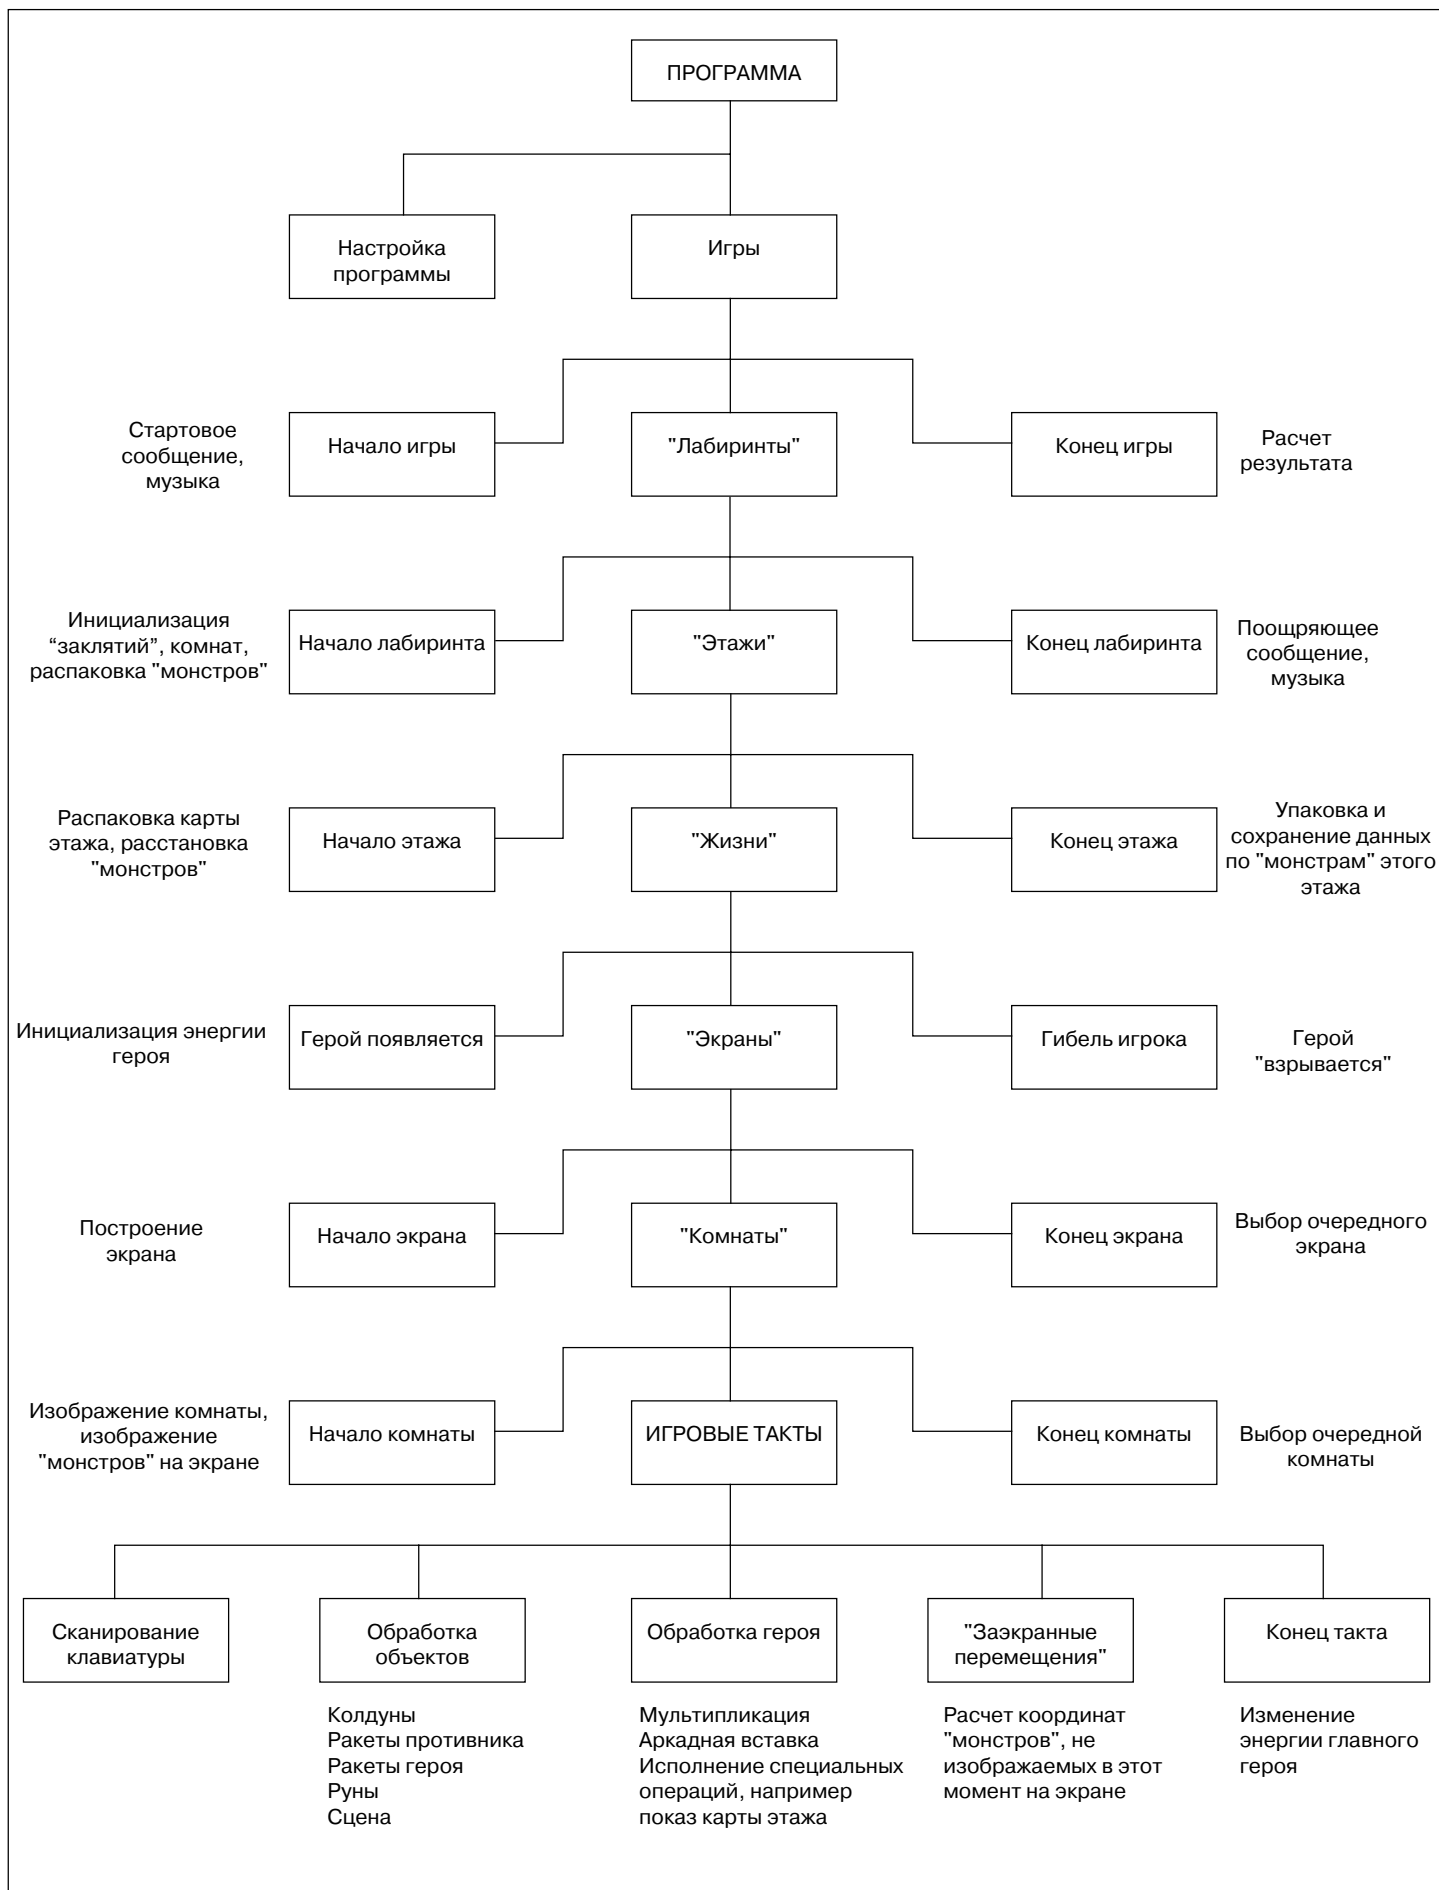 ПРОГРАММА
Настройка
программы
Игры
Стартовое
сообщение,
музыка
Начало игры
"Лабиринты"
Конец игры
Расчет
результата
Инициализация
“заклятий”, комнат,
распаковка "монстров"
Начало лабиринта
"Этажи"
Конец лабиринта
Поощряющее
сообщение,
музыка
Распаковка карты
этажа, расстановка
"монстров"
Начало этажа
"Жизни"
Конец этажа
Упаковка и
сохранение данных
по "монстрам" этого
этажа
Инициализация энергии
героя
Герой появляется
"Экраны"
Гибель игрока
Герой
"взрывается"
Построение
экрана
Начало экрана
"Комнаты"
Конец экрана
Выбор очередного
экрана
Изображение комнаты,
изображение
"монстров" на экране
Начало комнаты
ИГРОВЫЕ ТАКТЫ
Конец комнаты
Выбор очередной
комнаты
Сканирование
клавиатуры
Обработка
объектов
Колдуны
Ракеты противника
Ракеты героя
Руны
Сцена
Обработка героя
Мультипликация
Аркадная вставка
Исполнение специальных
операций, например
показ карты этажа
"Заэкранные
перемещения"
Расчет координат
"монстров", не
изображаемых в этот
момент на экране
Конец такта
Изменение
энергии главного
героя